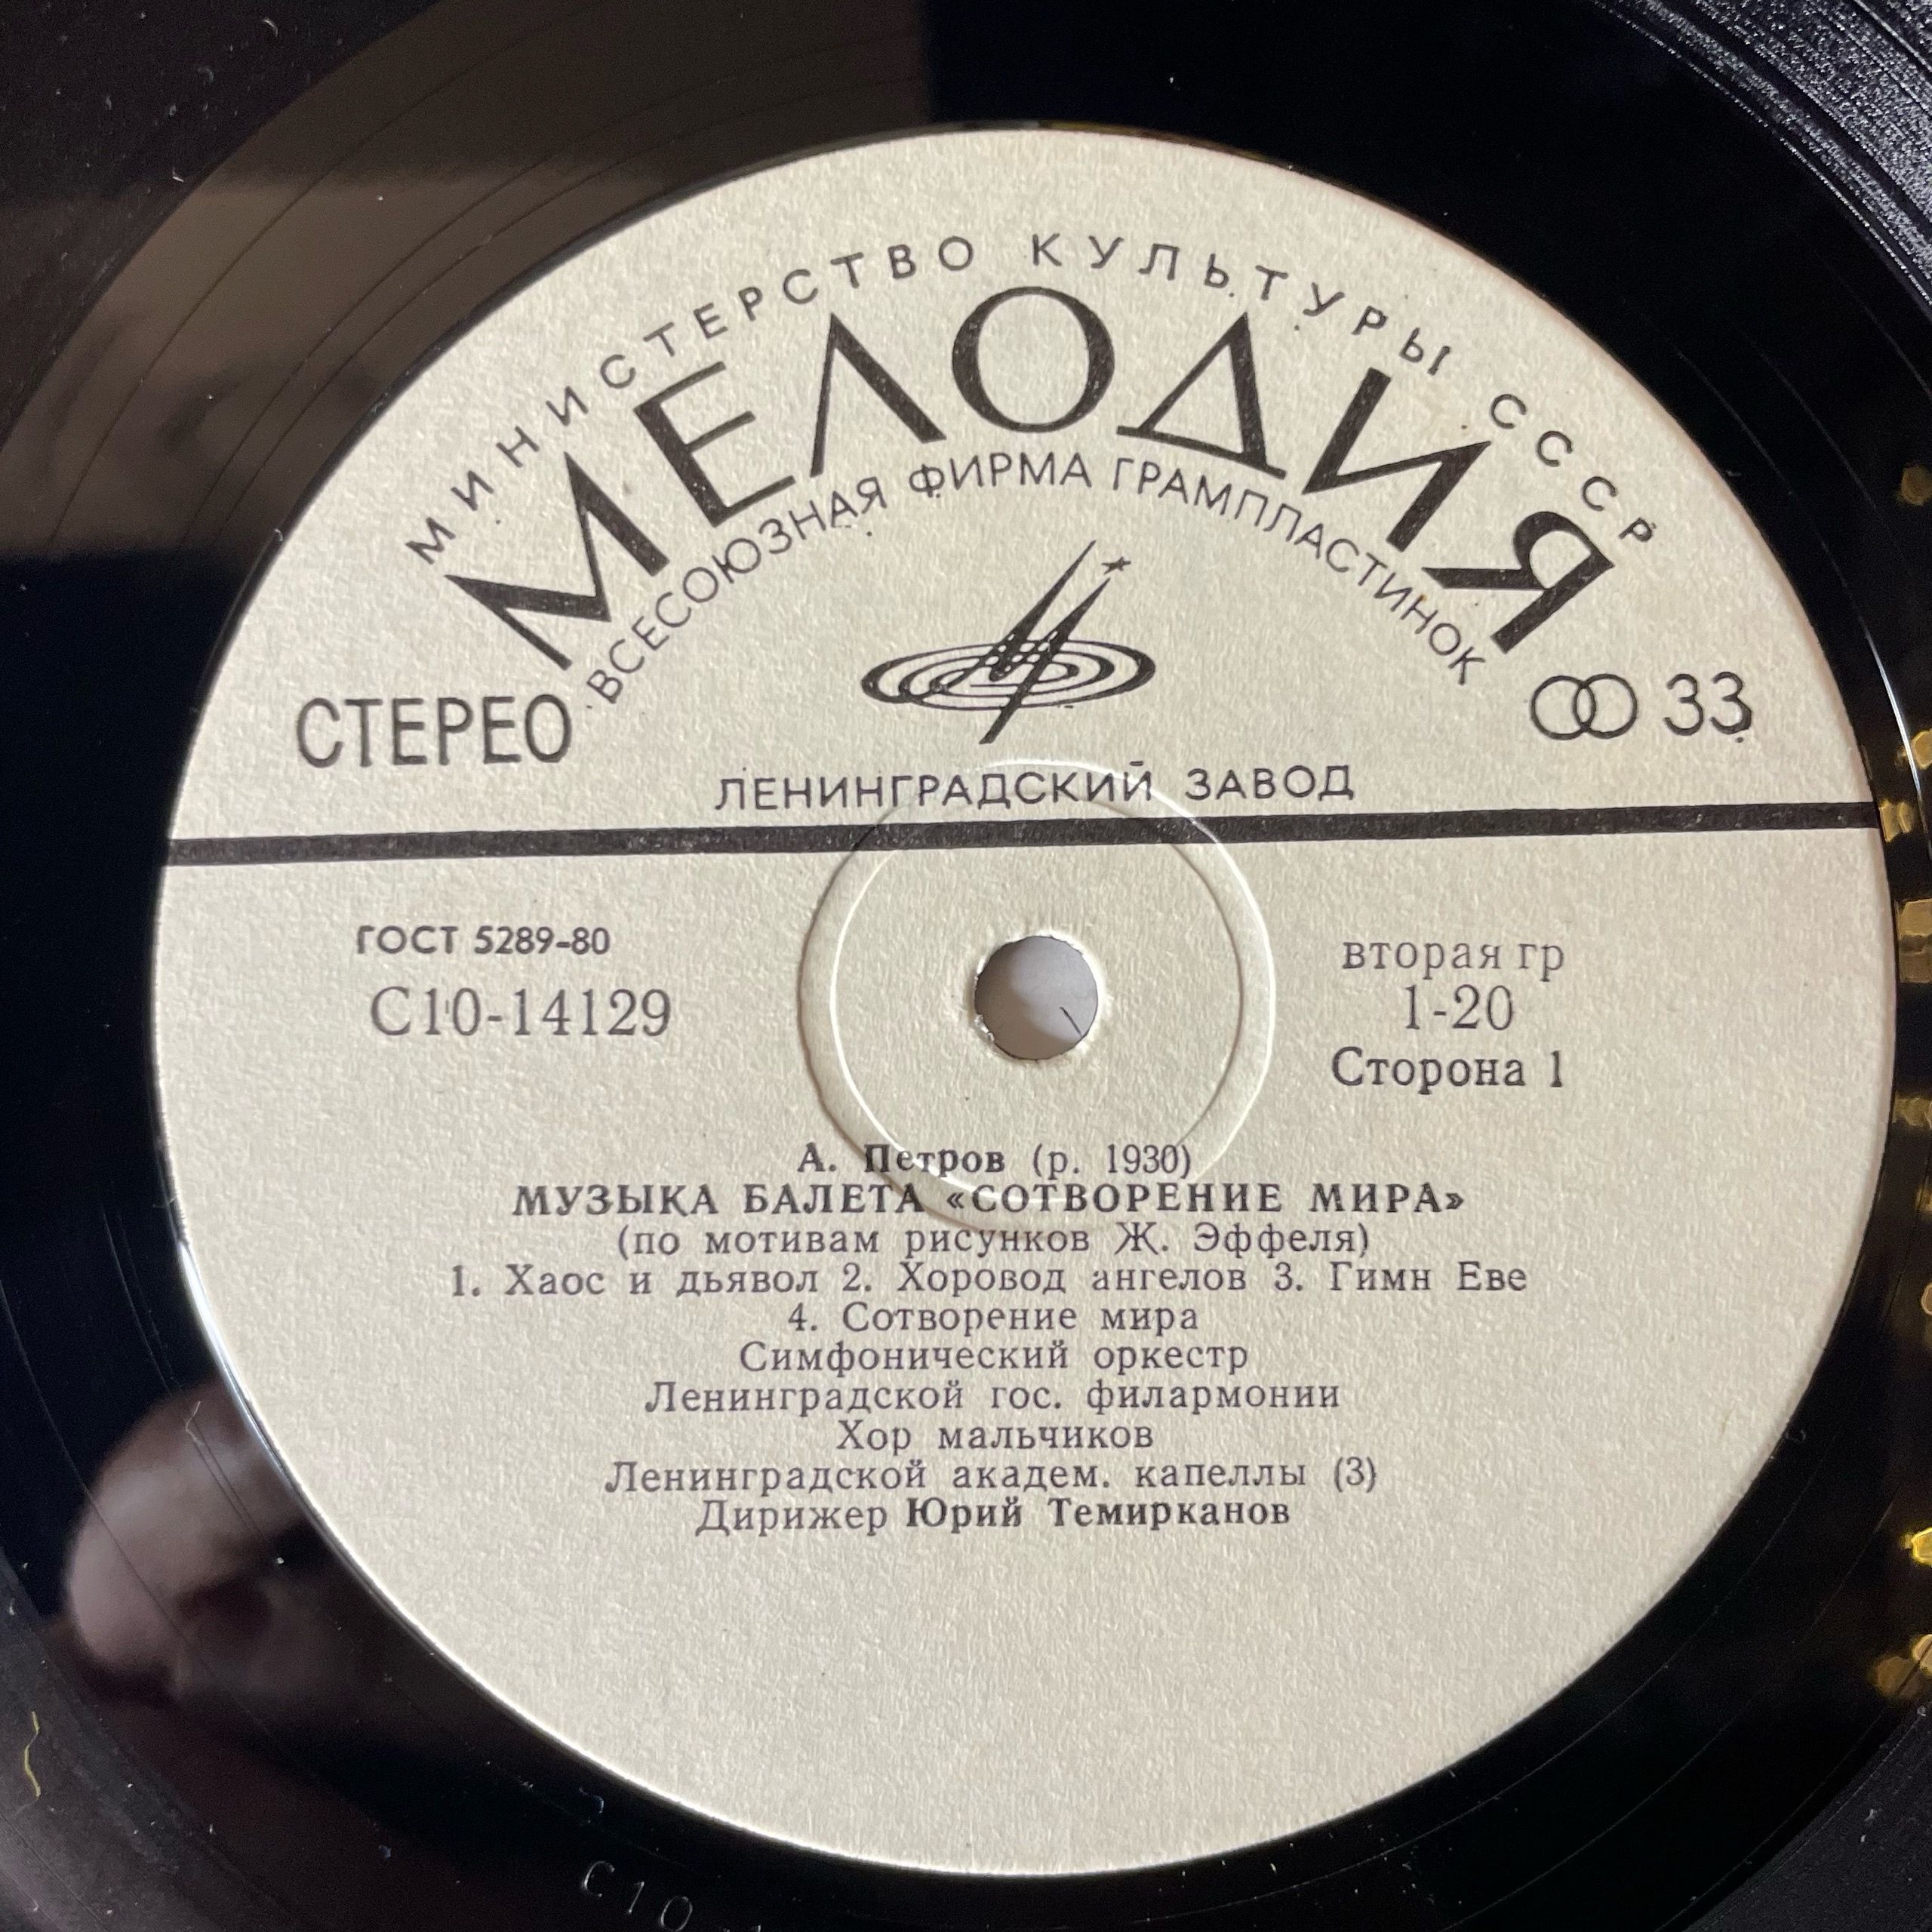 МИНИСТЕРСТВО КУЛЬТУРЫ СССР
МЕЛОДИЯ
ВСЕСОЮЗНАЯ ФИРМА ГРАМПЛАСТИНОК
СТЕРЕО
33
ЛЕНИНГРАДСКИЙ ЗАВОД
ГОСТ 5289-80
С10-14129
вторая гр
1-20
Сторона 1
А. Петров (р. 1930)
МУЗЫКА БАЛЕТА «СОТВОРЕНИЕ МИРА»
(по мотивам рисунков Ж. Эффеля)
1. Хаос и дьявол 2. Хоровод ангелов 3. Гимн Еве
4. Сотворение мира
Симфонический оркестр
Ленинградской гос. филармонии
Хор мальчиков
Ленинградской академ. капеллы (3)
Дирижер Юрий Темирканов
С10